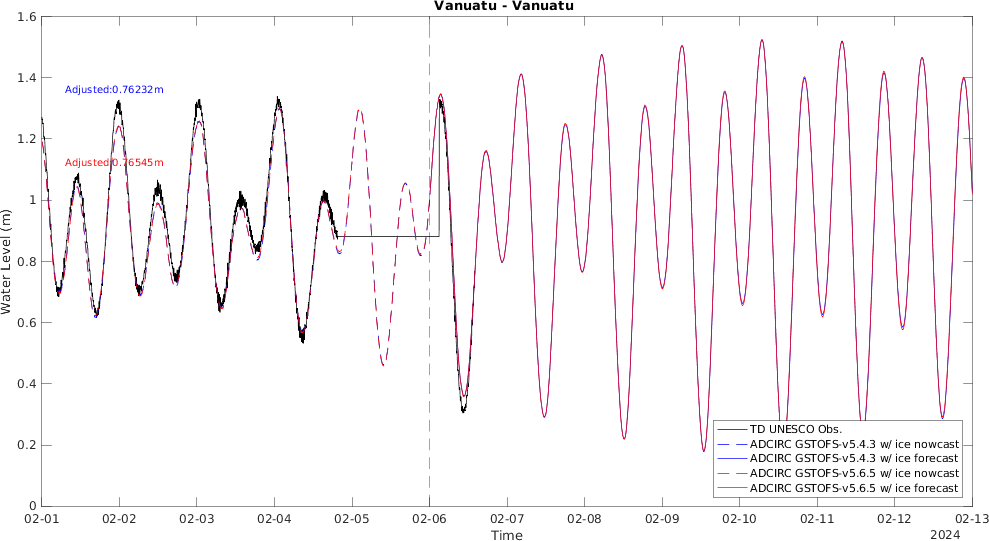 Vanuatu - Vanuatu
1.6
1.4
1.2
1
0.8
0.6
0.4
0.2
0
Water Level (m)
Adjusted:0.76232m
Adjusted:0.76545m
TD UNESCO Obs.
ADCIRC GSTOFS-v5.4.3 w/ ice nowcast
ADCIRC GSTOFS-v5.4.3 w/ ice forecast
ADCIRC GSTOFS-v5.6.5 w/ ice nowcast
ADCIRC GSTOFS-v5.6.5 w/ ice forecast
02-01 02-02 02-03 02-04 02-05 02-06 02-07 02-08 02-09 02-10 02-11 02-12 02-13
Time
2024